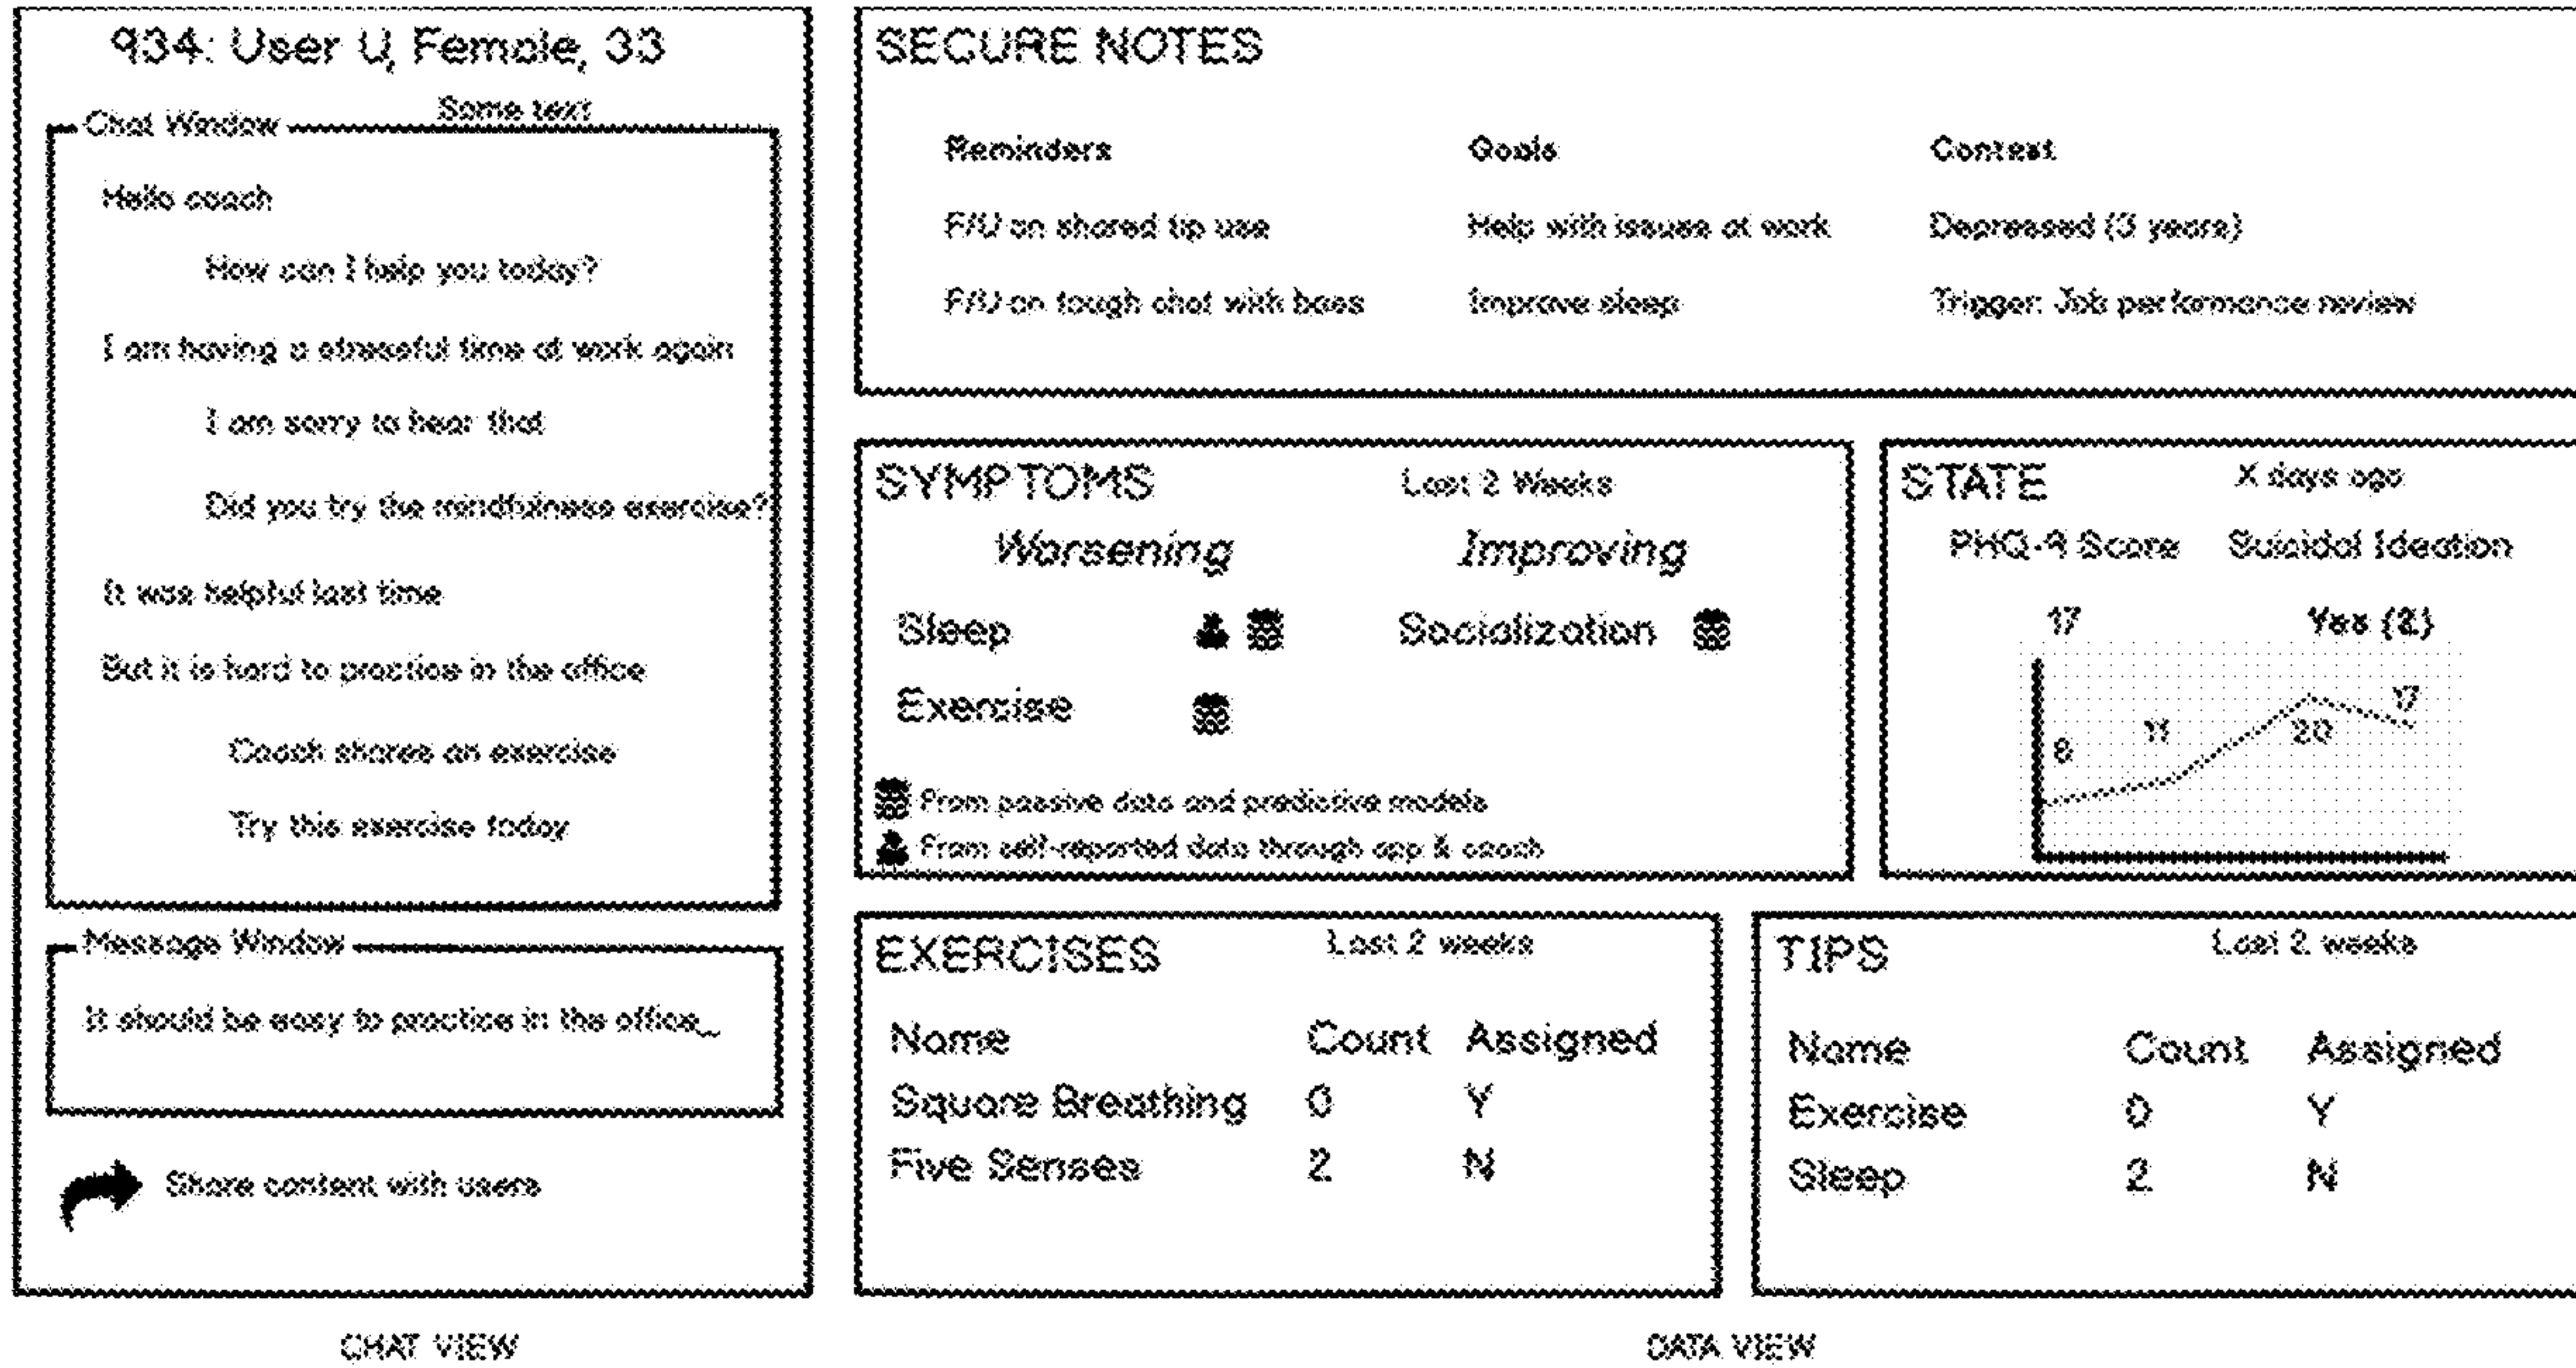 934: User U, Female, 33
Some text
Chat Window
Hello coach
How can I help you today?
I am having a stressful time at work again
I am sorry to hear that
Did you try the mindfulness exercise?
It was helpful last time
But it is hard to practice in the office
Coach shares an exercise
Try this exercise today
Message Window
It should be easy to practice in the office_
Share content with users
CHAT VIEW
SECURE NOTES
Reminders Goals Context
F/U on shared tip use Help with issues at work Depressed (3 years)
F/U on tough chat with boss Improve sleep Trigger: Job performance review
SYMPTOMS Last 2 Weeks
Worsening Improving
Sleep Socialization
Exercise
From passive data and predictive models
From self-reported data through app & coach
STATE X days ago
PHQ-9 Score Suicidal Ideation
17 Yes (2)
8 11 20 17
EXERCISES Last 2 weeks
Name Count Assigned
Square Breathing 0 Y
Five Senses 2 N
TIPS Last 2 weeks
Name Count Assigned
Exercise 0 Y
Sleep 2 N
DATA VIEW